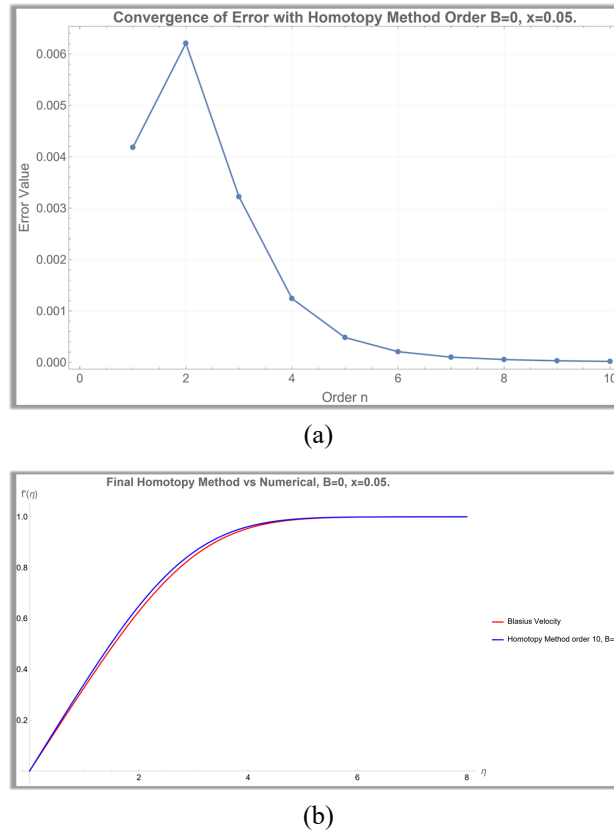 Convergence of Error with Homotopy Method Order B=0, x=0.05.
0.006
0.005
0.004
0.003
0.002
0.001
0.000
Error Value
0 2 4 6 8 10
Order n
(a)
Final Homotopy Method vs Numerical, B=0, x=0.05.
f'(η)
1.0
0.8
0.6
0.4
0.2
2 4 6 8 η
Blasius Velocity
Homotopy Method order 10, B=
(b)